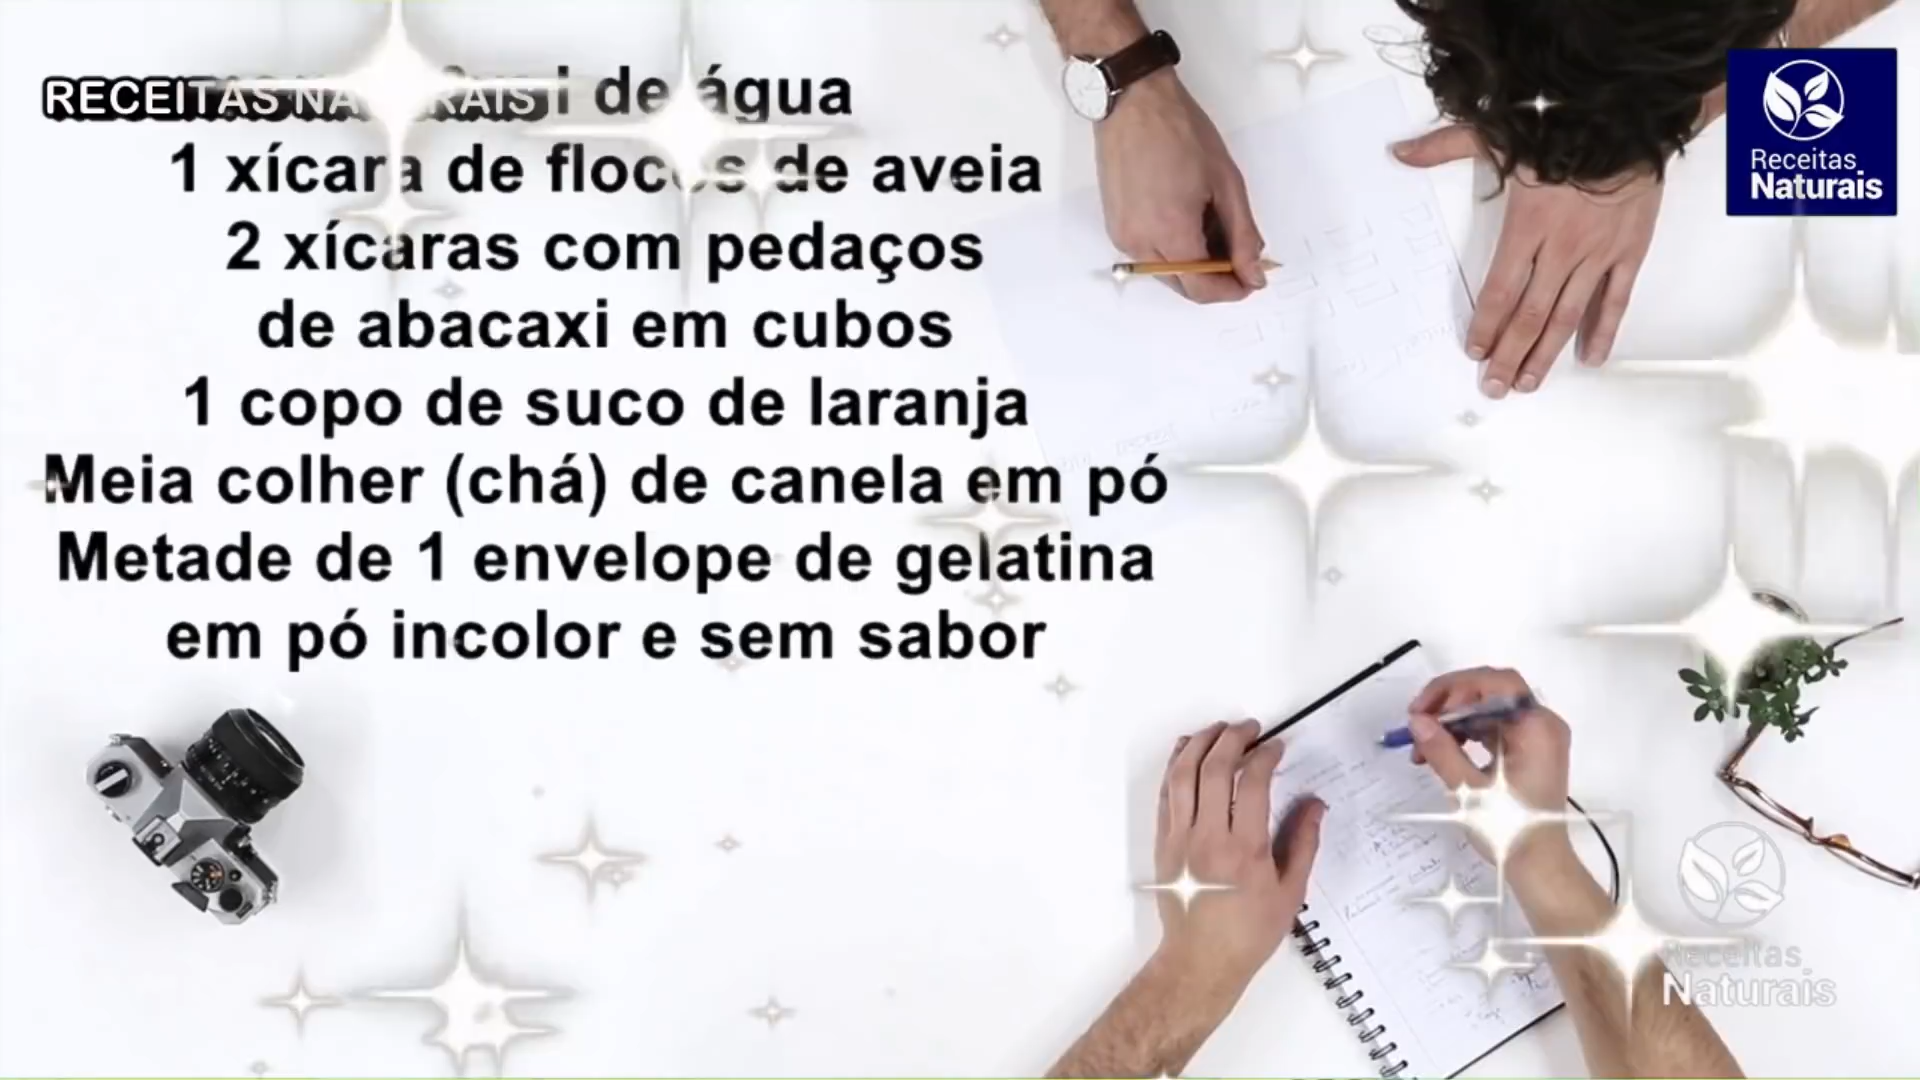 RECEITAS NATURAIS
de água
1 xícara de flocos de aveia
2 xícaras com pedaços
de abacaxi em cubos
1 copo de suco de laranja
Meia colher (chá) de canela em pó
Metade de 1 envelope de gelatina
em pó incolor e sem sabor
Receitas
Naturais
Receitas
Naturais